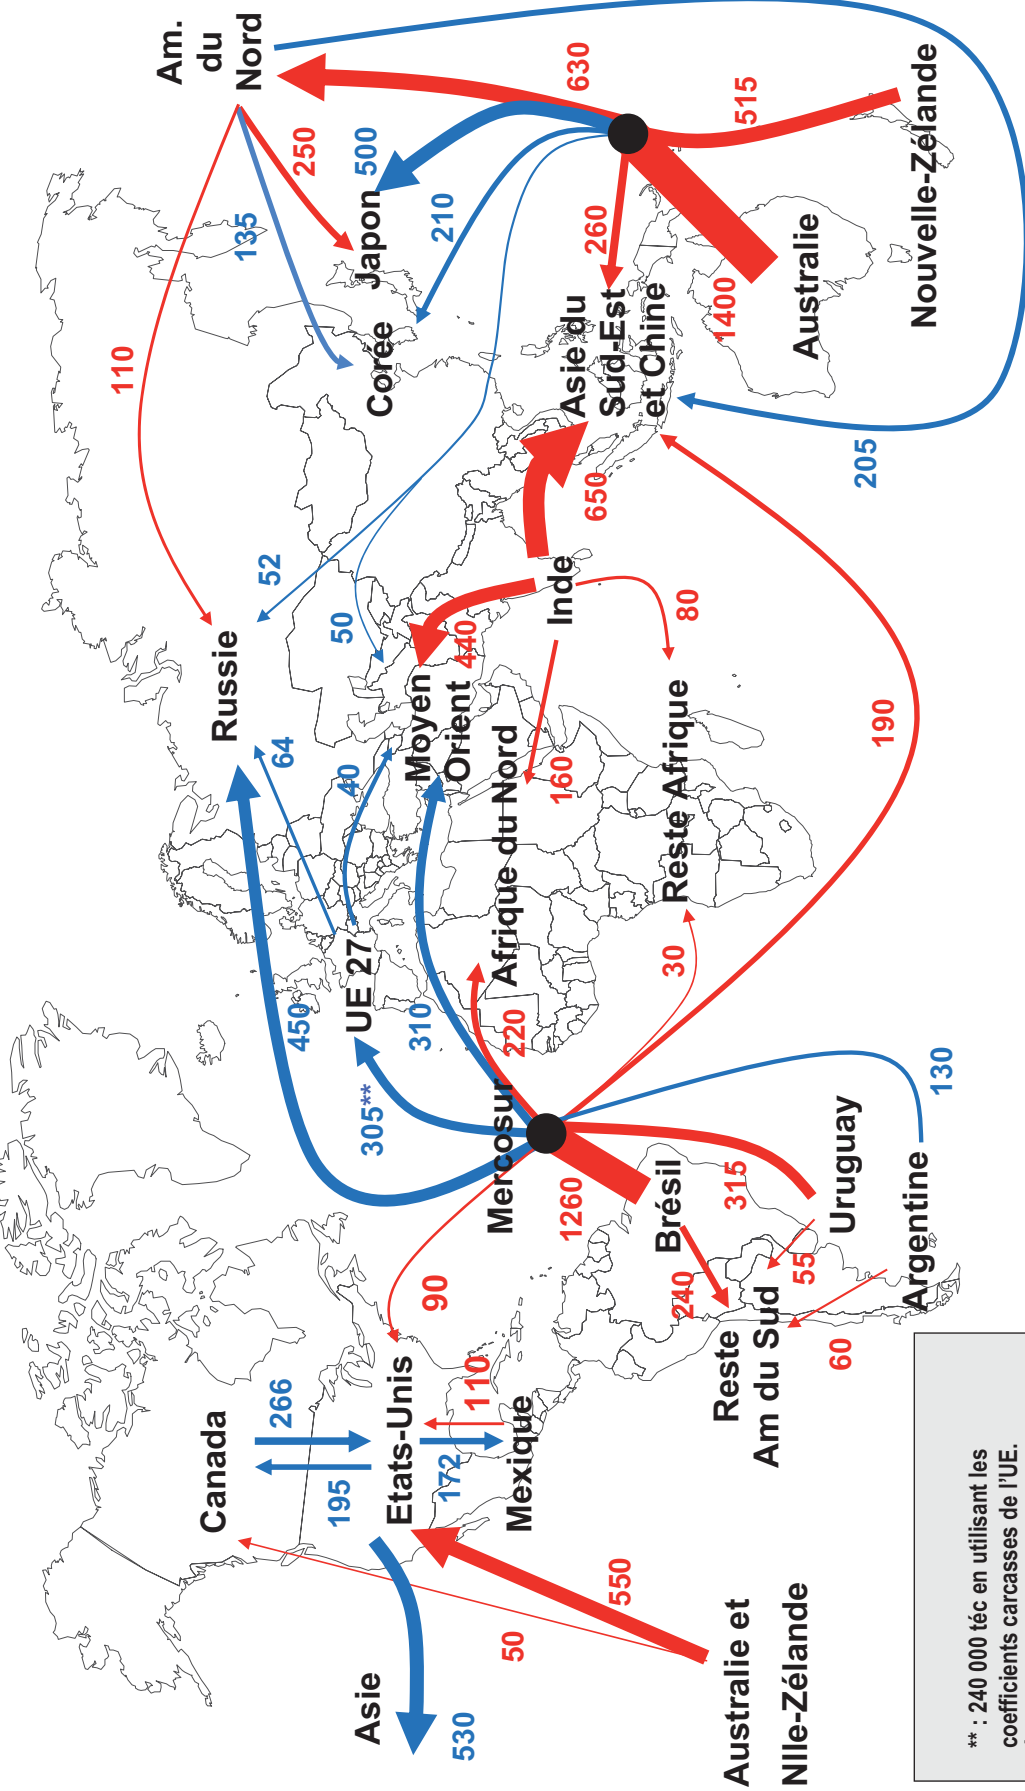 Canada
266
195
Etats-Unis
90
172
110
Mexique
Asie
530
50
550
Australie et
Nlle-Zélande
Mercosur
1260
Brésil
240
315
Reste
Am du Sud
55
60
Uruguay
Argentine
130
450
305**
310
220
30
190
UE 27
64
40
Russie
52
50
110
Moyen
Orient
440
Afrique du Nord
160
Reste Afrique
80
Inde
650
Asie du
Sud-Est
et Chine
260
205
Corée
Japon
135
250
500
210
Am.
du
Nord
630
515
1400
Australie
Nouvelle-Zélande
** : 240 000 téc en utilisant les
coefficients carcasses de l'UE.